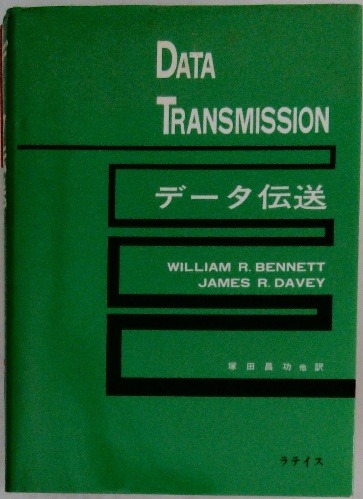 DATA
TRANSMISSION
データ伝送
WILLIAM R. BENNETT
JAMES R. DAVEY
塚田昌功他訳
ラテイス